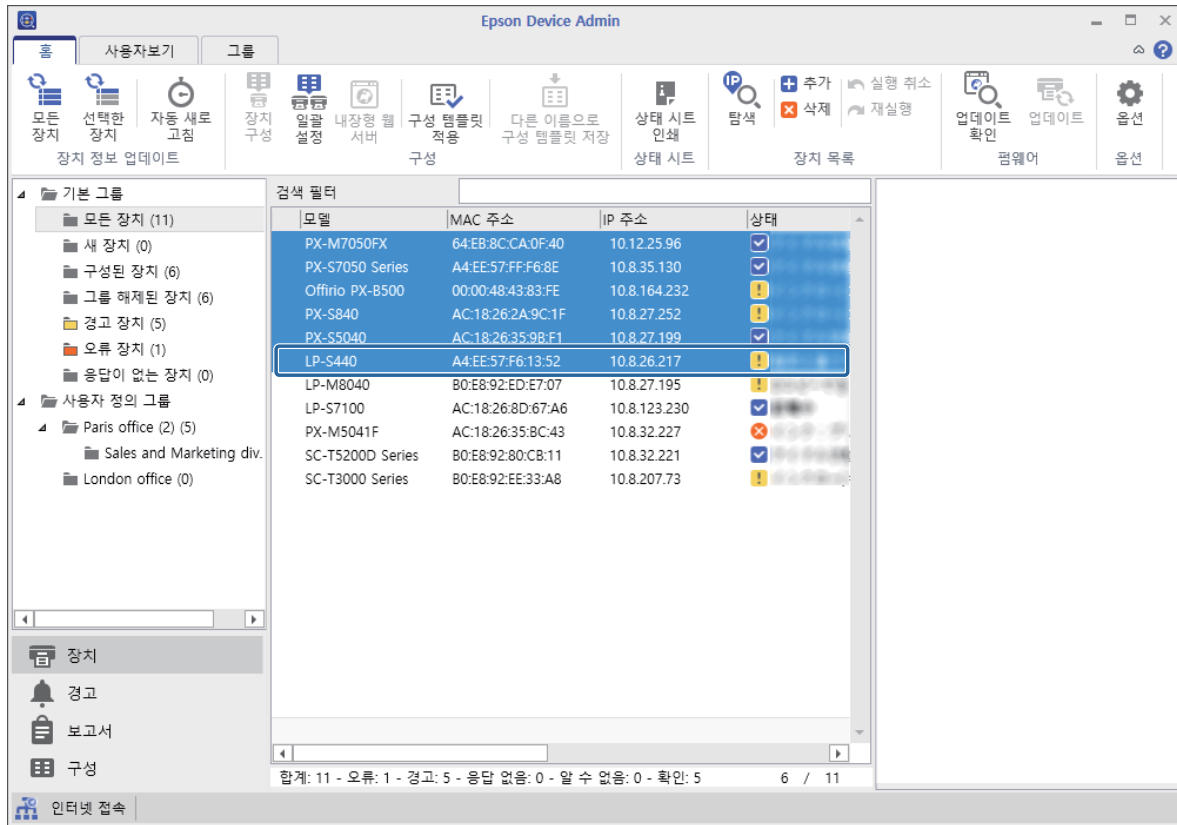 Epson Device Admin
홈 사용자보기 그룹
모든 장치
선택한 장치
자동 새로 고침
장치 정보 업데이트
장치 구성
일괄 설정
내장형 웹 서버
구성 템플릿 적용
다른 이름으로 구성 템플릿 저장
구성
상태 시트 인쇄
상태 시트
IP
탐색
추가
삭제
실행 취소
재실행
장치 목록
업데이트 확인
업데이트
펌웨어
옵션
옵션
기본 그룹
모든 장치 (11)
새 장치 (0)
구성된 장치 (6)
그룹 해제된 장치 (6)
경고 장치 (5)
오류 장치 (1)
응답이 없는 장치 (0)
사용자 정의 그룹
Paris office (2) (5)
Sales and Marketing div.
London office (0)
장치
경고
보고서
구성
검색 필터
모델 MAC 주소 IP 주소 상태
PX-M7050FX 64:EB:8C:CA:0F:40 10.12.25.96
PX-S7050 Series A4:EE:57:FF:F6:8E 10.8.35.130
Offirio PX-B500 00:00:48:43:83:FE 10.8.164.232
PX-S840 AC:18:26:2A:9C:1F 10.8.27.252
PX-S5040 AC:18:26:35:9B:F1 10.8.27.199
LP-S440 A4:EE:57:F6:13:52 10.8.26.217
LP-M8040 B0:E8:92:ED:E7:07 10.8.27.195
LP-S7100 AC:18:26:8D:67:A6 10.8.123.230
PX-M5041F AC:18:26:35:BC:43 10.8.32.227
SC-T5200D Series B0:E8:92:80:CB:11 10.8.32.221
SC-T3000 Series B0:E8:92:EE:33:A8 10.8.207.73
합계: 11 - 오류: 1 - 경고: 5 - 응답 없음: 0 - 알 수 없음: 0 - 확인: 5 6 / 11
인터넷 접속